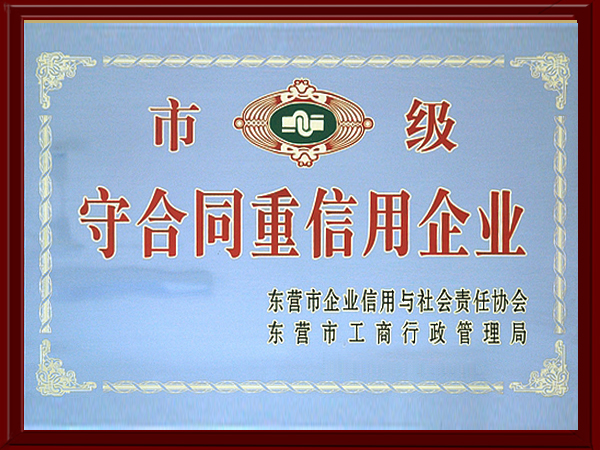 市级
守合同重信用企业
东营市企业信用与社会责任协会
东营市工商行政管理局